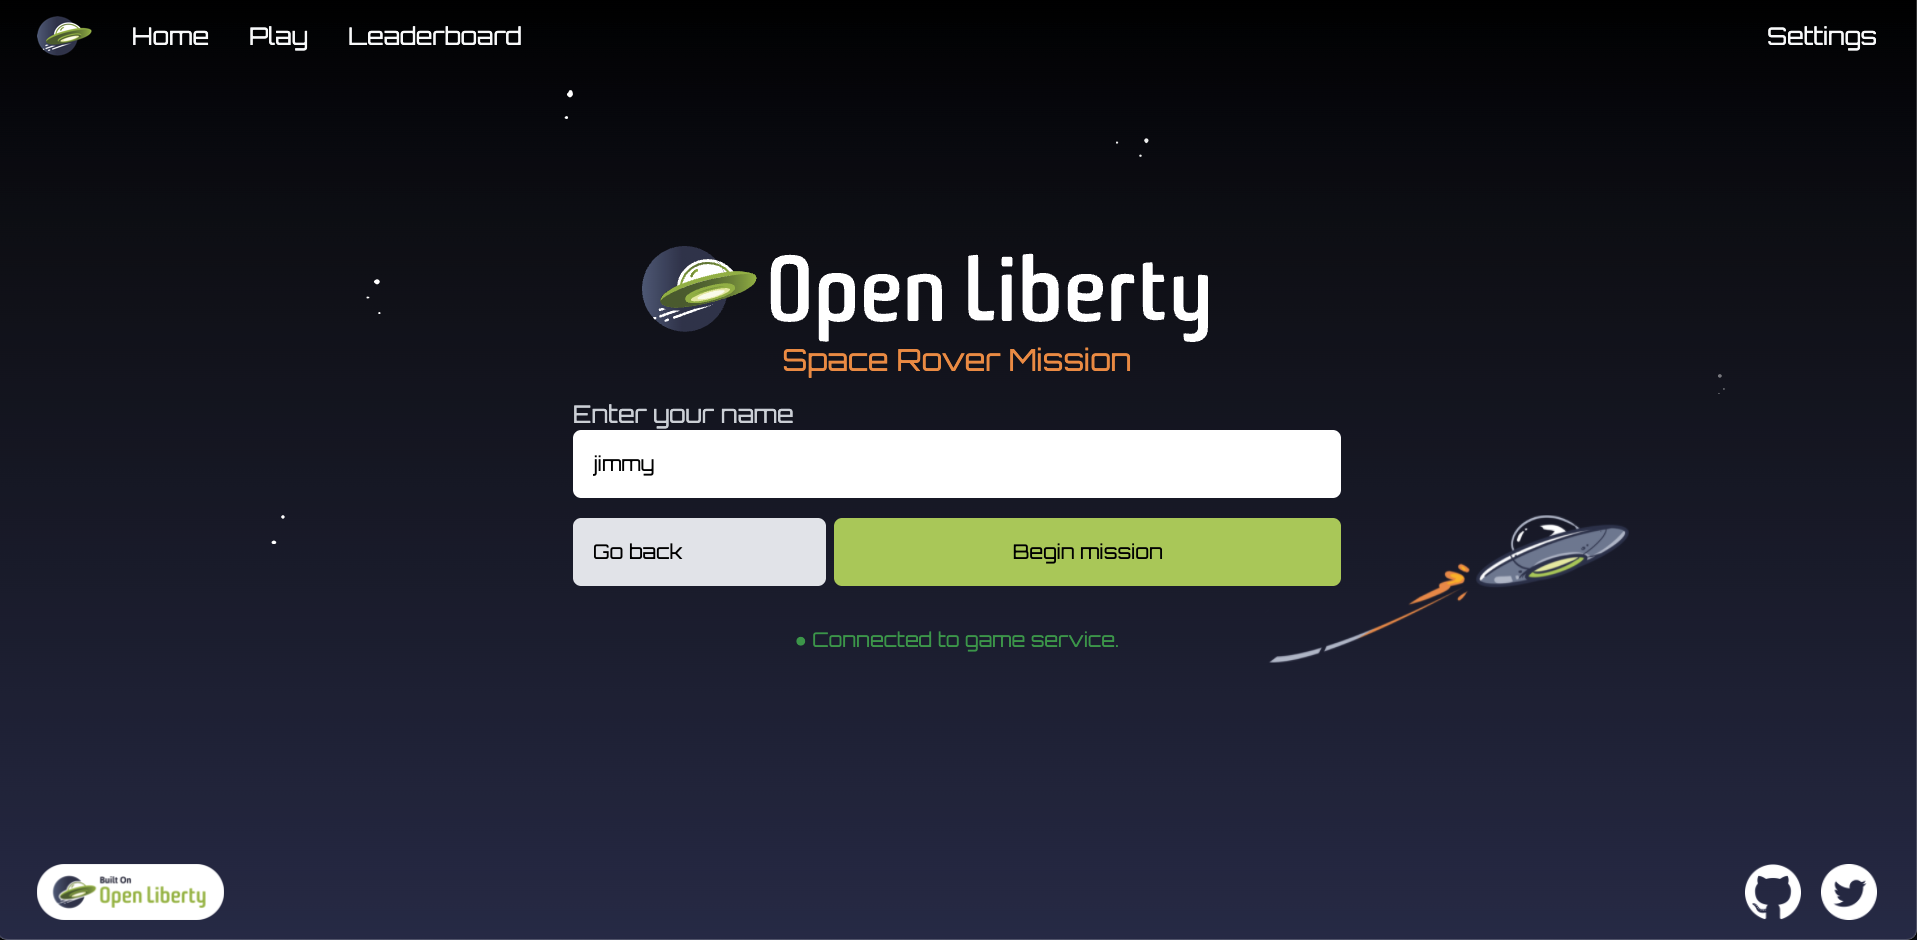 Home Play Leaderboard Settings
Open Liberty
Space Rover Mission
Enter your name
jimmy
Go back Begin mission
Connected to game service.
Built On
Open Liberty